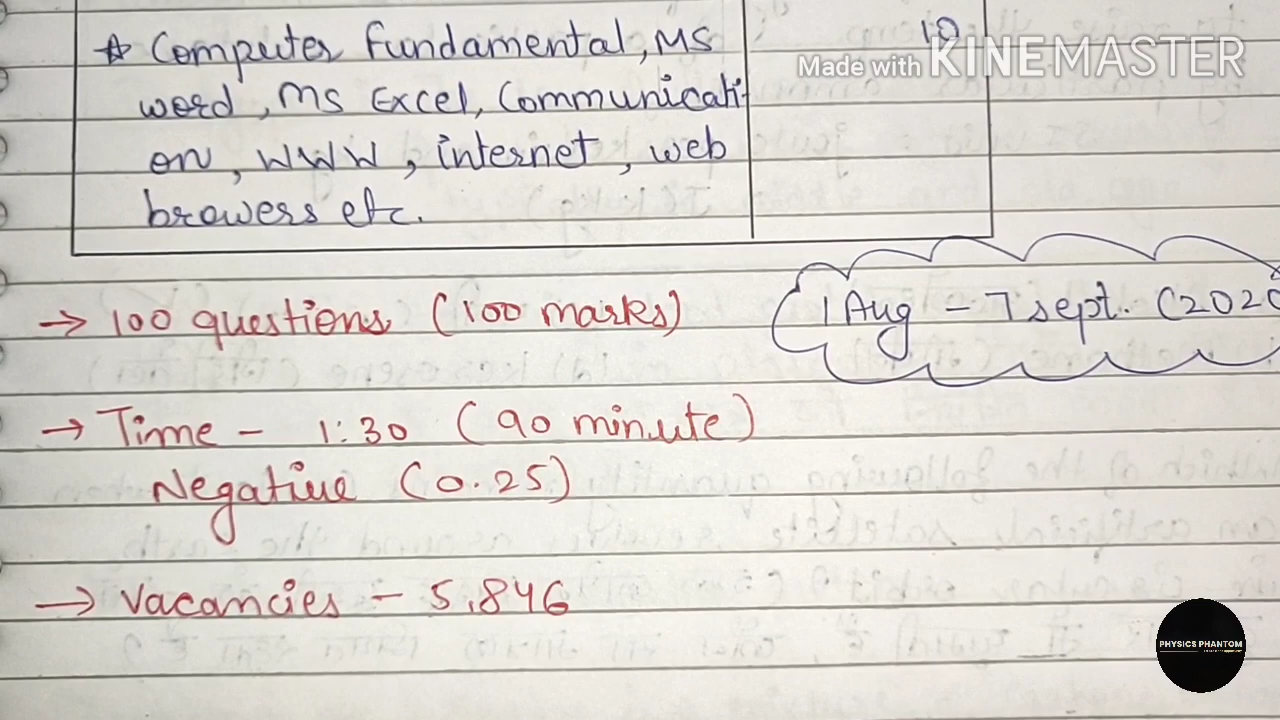 ☆ Computer fundamental, MS
word, MS Excel, Communicati-
on, WWW, internet, web
browers etc.
10
Made with KINEMASTER
→ 100 questions (100 marks)
1 Aug - 7 sept. (2020
→ Time - 1:30 (90 minute)
Negative (0.25)
→ Vacancies - 5,846
PHYSICS PHANTOM